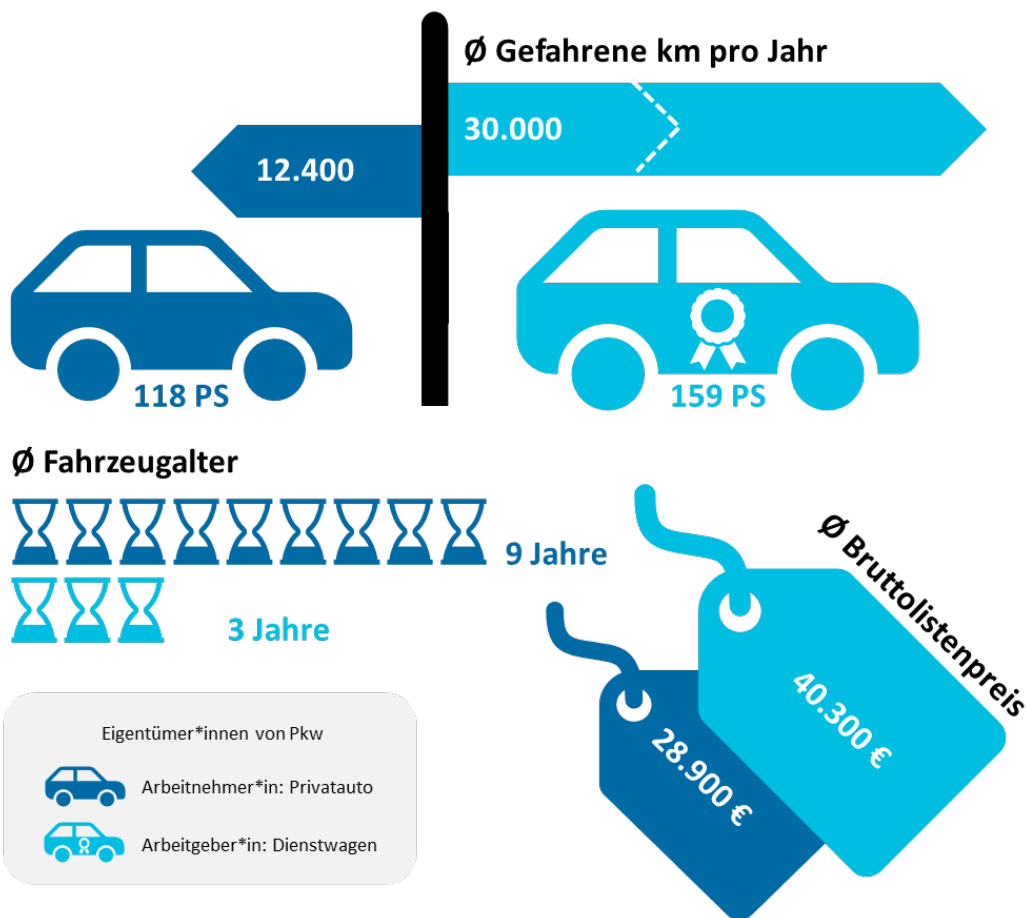 Ø Gefahrene km pro Jahr
30.000
12.400
118 PS
159 PS
Ø Fahrzeugalter
9 Jahre
3 Jahre
Ø Bruttolistenpreis
40.300 €
28.900 €
Eigentümer*innen von Pkw
Arbeitnehmer*in: Privatauto
Arbeitgeber*in: Dienstwagen